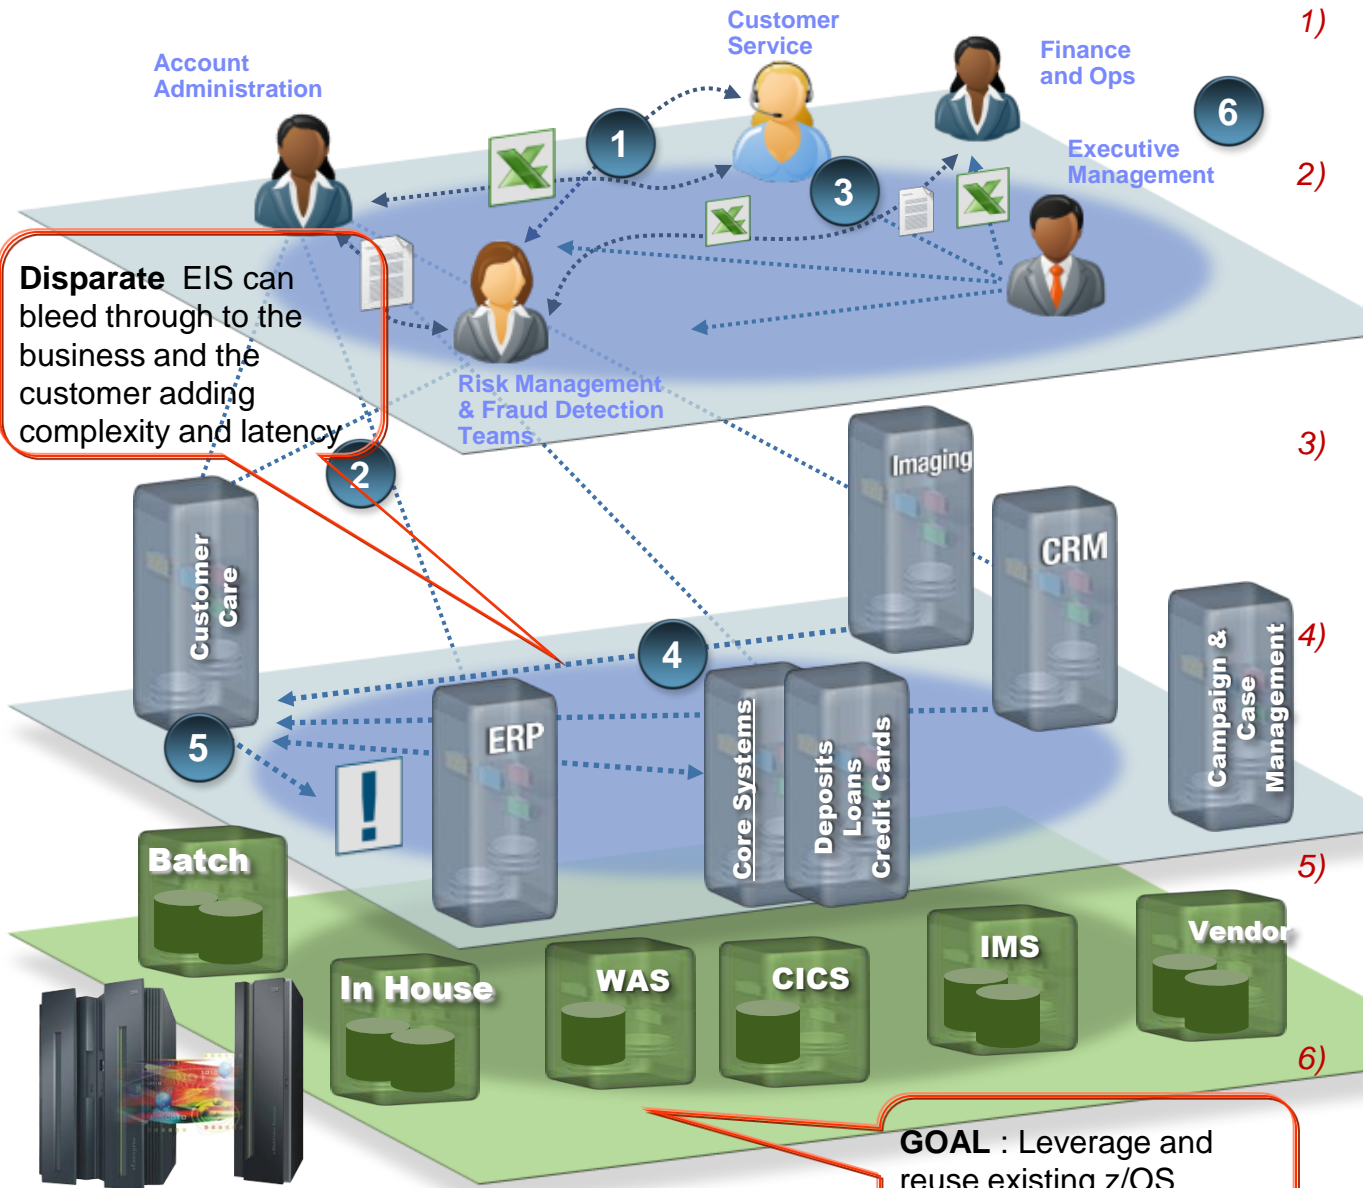 Customer
Service
1)
Finance
and Ops
Account
Administration
6
1
Executive
Management
2)
3
Disparate EIS can
bleed through to the
business and the
customer adding
complexity and latency
Risk Management
& Fraud Detection
Teams
3)
2
Imaging
CRM
Customer
Care
4)
4
Campaign &
Case
Management
5
ERP
Core Systems
Deposits
Loans
Credit Cards
Batch
5)
Vendor
IMS
WAS
CICS
In House
6)
GOAL : Leverage and
reuse existing z/OS